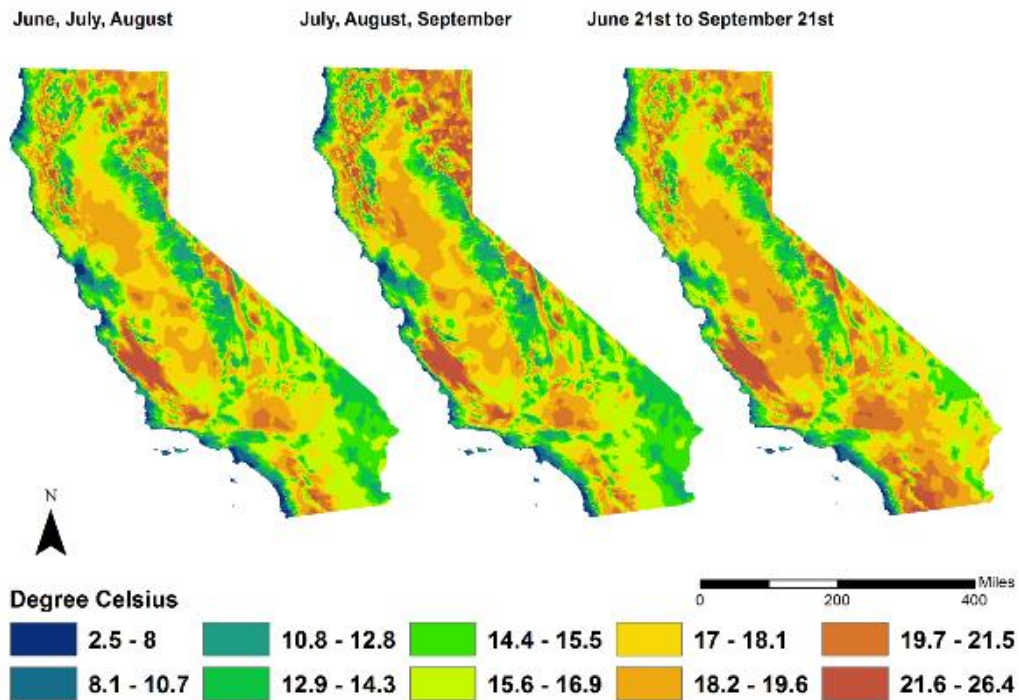 June, July, August
July, August, September
June 21st to September 21st
N
Miles
0 200 400
Degree Celsius
2.5 - 8 10.8 - 12.8 14.4 - 15.5 17 - 18.1 19.7 - 21.5
8.1 - 10.7 12.9 - 14.3 15.6 - 16.9 18.2 - 19.6 21.6 - 26.4